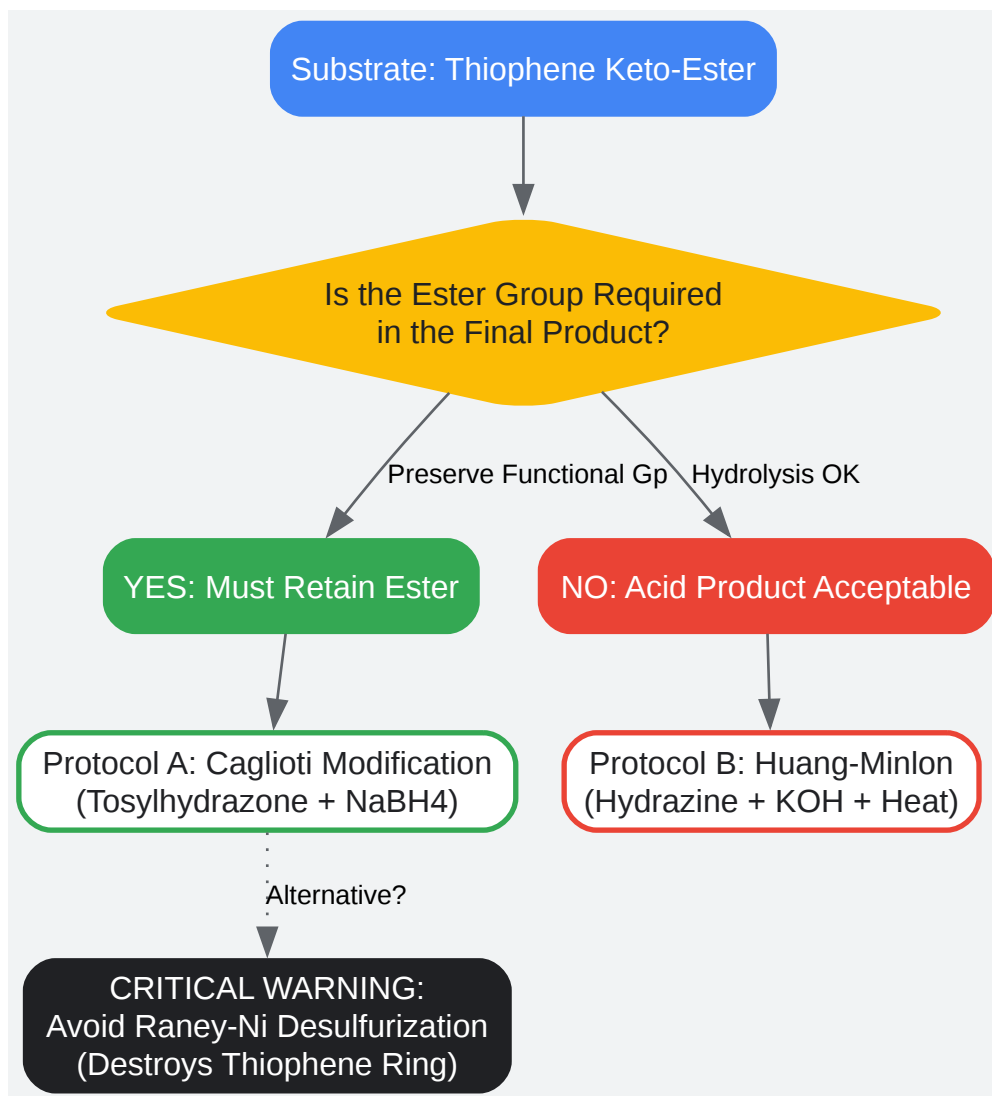 Substrate: Thiophene Keto-Ester
Is the Ester Group Required
in the Final Product?
Preserve Functional Gp
Hydrolysis OK
YES: Must Retain Ester
NO: Acid Product Acceptable
Protocol A: Caglioti Modification
(Tosylhydrazone + NaBH4)
Protocol B: Huang-Minlon
(Hydrazine + KOH + Heat)
Alternative?
CRITICAL WARNING:
Avoid Raney-Ni Desulfurization
(Destroys Thiophene Ring)